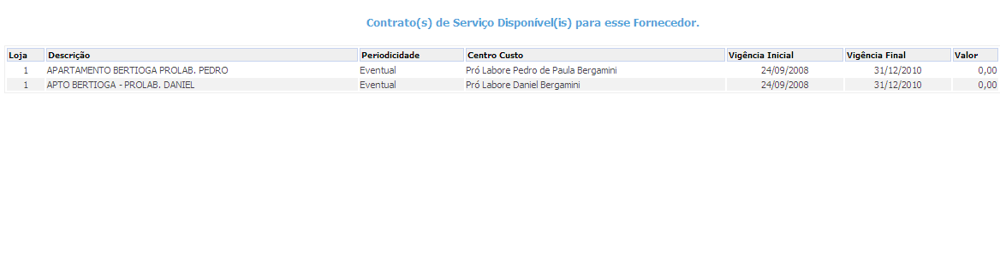 Contrato(s) de Serviço Disponível(is) para esse Fornecedor.
Loja Descrição Periodicidade Centro Custo Vigência Inicial Vigência Final Valor
1 APARTAMENTO BERTIOGA PROLAB. PEDRO Eventual Pró Labore Pedro de Paula Bergamini 24/09/2008 31/12/2010 0,00
1 APTO BERTIOGA - PROLAB. DANIEL Eventual Pró Labore Daniel Bergamini 24/09/2008 31/12/2010 0,00